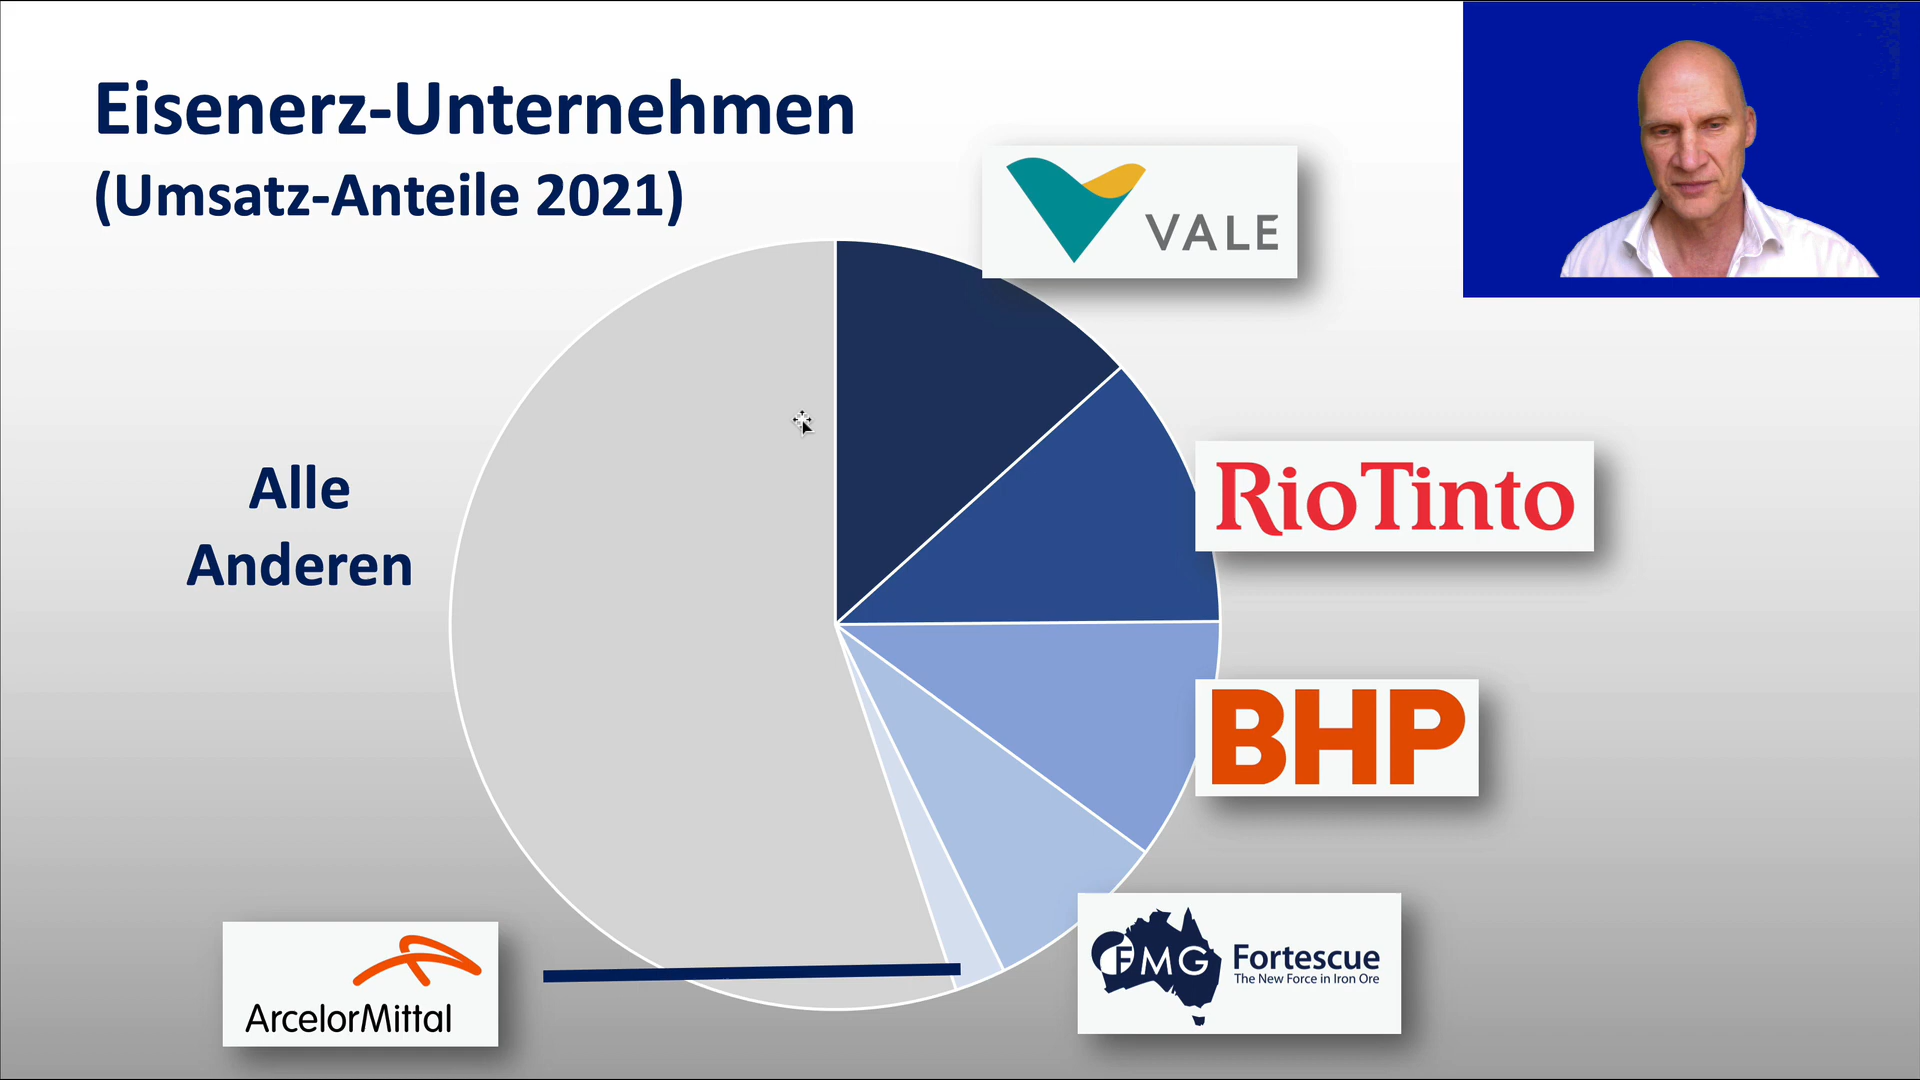 Eisenerz-Unternehmen
(Umsatz-Anteile 2021)
VALE
Alle
Anderen
RioTinto
BHP
FMG
Fortescue
The New Force in Iron Ore
ArcelorMittal